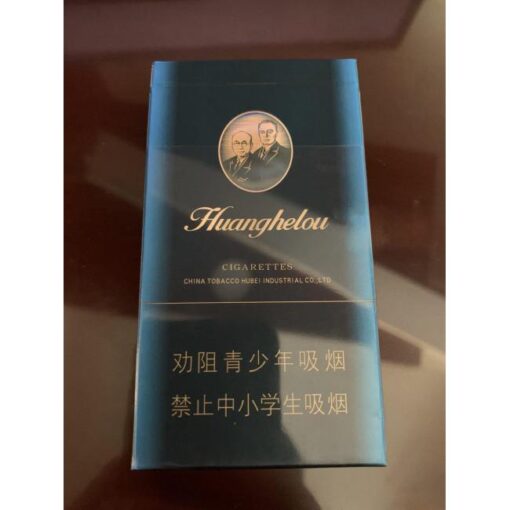 Huanghelou
CIGARETTES
CHINA TOBACCO HUBEI INDUSTRIAL CO.,LTD
劝阻青少年吸烟
禁止中小学生吸烟